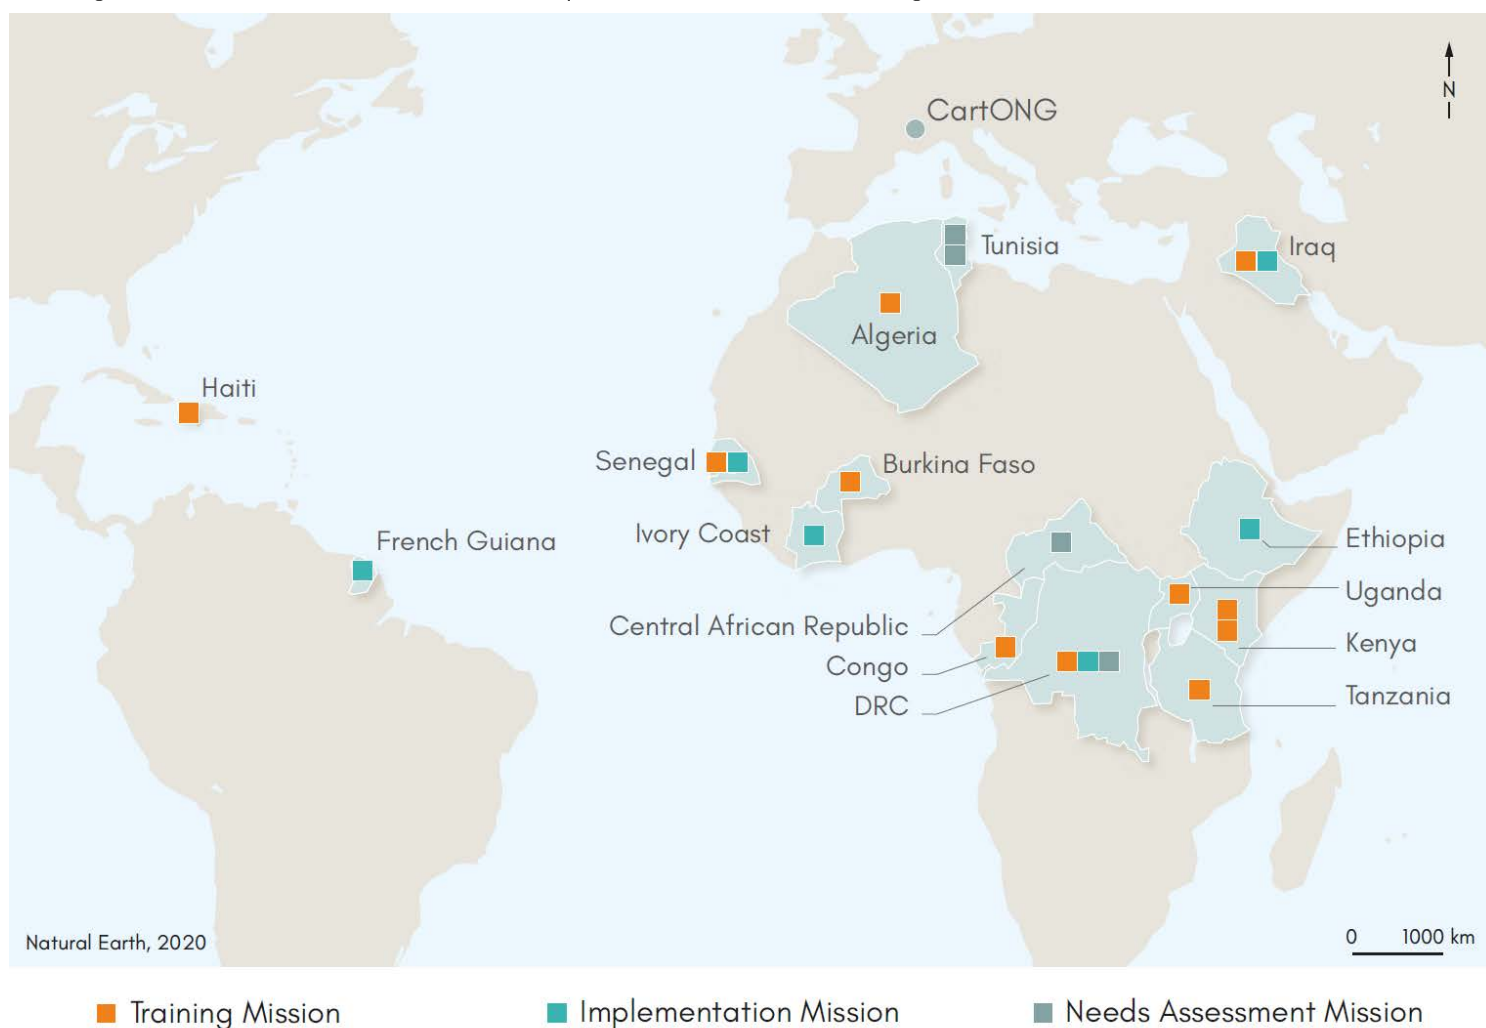 N
CartONG
Tunisia
Iraq
Algeria
Haiti
Senegal
Burkina Faso
French Guiana
Ivory Coast
Ethiopia
Uganda
Central African Republic
Kenya
Congo
Tanzania
DRC
Natural Earth, 2020
0 1000 km
Training Mission
Implementation Mission
Needs Assessment Mission